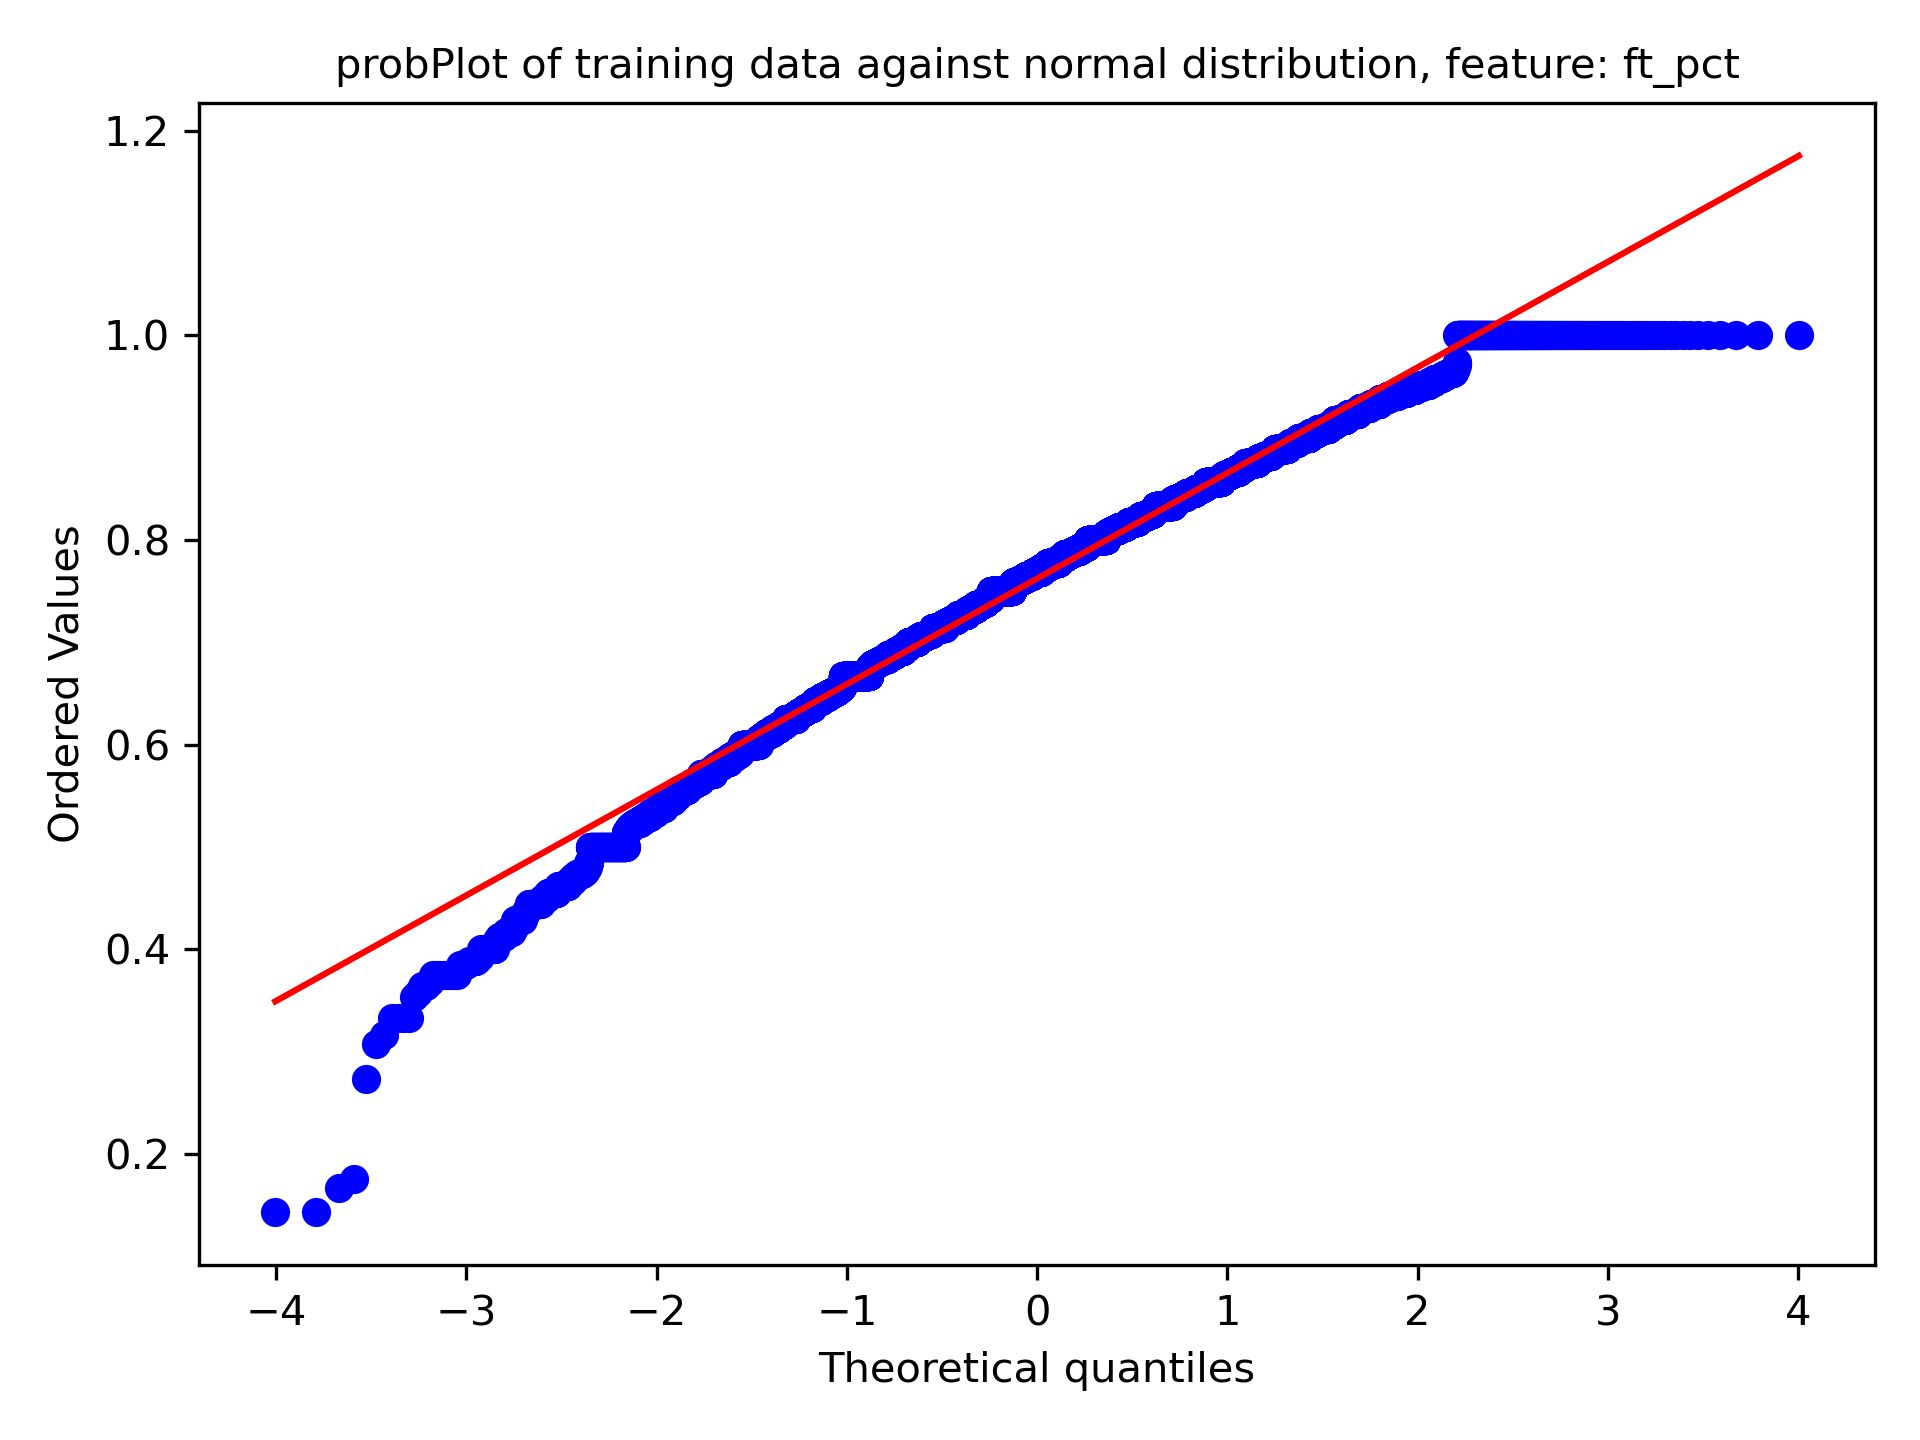 probPlot of training data against normal distribution, feature: ft_pct
1.2
1.0
0.8
0.6
0.4
0.2
Ordered Values
−4 −3 −2 −1 0 1 2 3 4
Theoretical quantiles